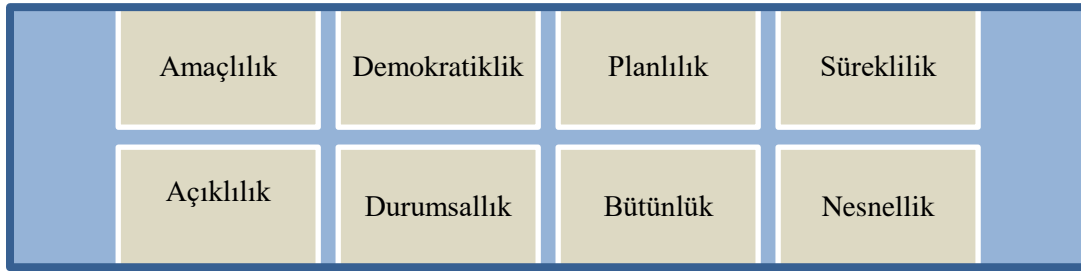 Amaçlılık
Demokratiklik
Planlılık
Süreklilik
Açıklılık
Durumsallık
Bütünlük
Nesnellik